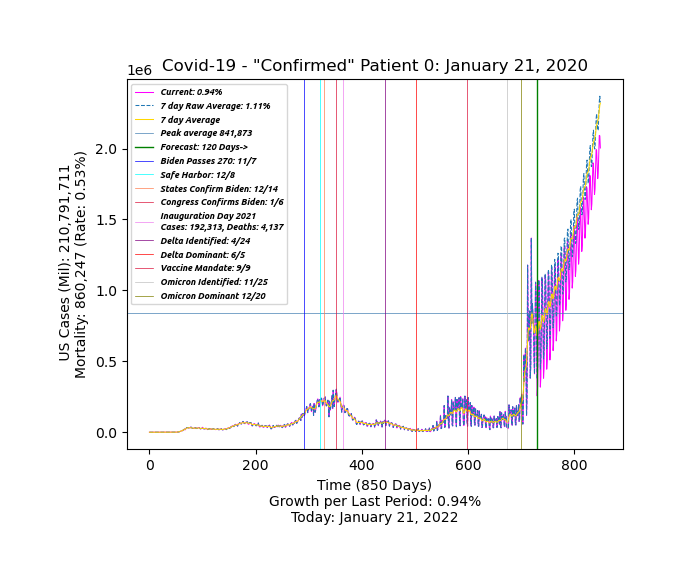 Covid-19 - "Confirmed" Patient 0: January 21, 2020
1e6
Current: 0.94%
7 day Raw Average: 1.11%
7 day Average
Peak average 841,873
Forecast: 120 Days->
Biden Passes 270: 11/7
Safe Harbor: 12/8
States Confirm Biden: 12/14
Congress Confirms Biden: 1/6
Inauguration Day 2021
Cases: 192,313, Deaths: 4,137
Delta Identified: 4/24
Delta Dominant: 6/5
Vaccine Mandate: 9/9
Omicron Identified: 11/25
Omicron Dominant 12/20
US Cases (Mil): 210,791,711
Mortality: 860,247 (Rate: 0.53%)
2.0
1.5
1.0
0.5
0.0
0
200
400
600
800
Time (850 Days)
Growth per Last Period: 0.94%
Today: January 21, 2022